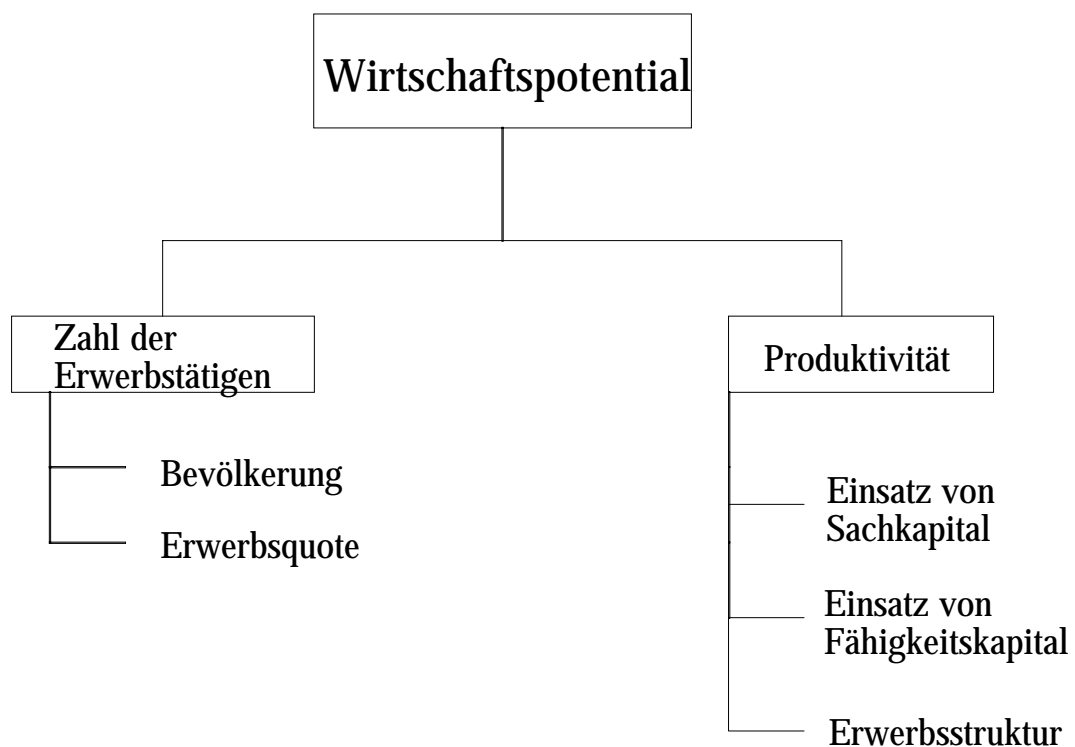 Wirtschaftspotential
Zahl der
Erwerbstätigen
Bevölkerung
Erwerbsquote
Produktivität
Einsatz von
Sachkapital
Einsatz von
Fähigkeitskapital
Erwerbsstruktur